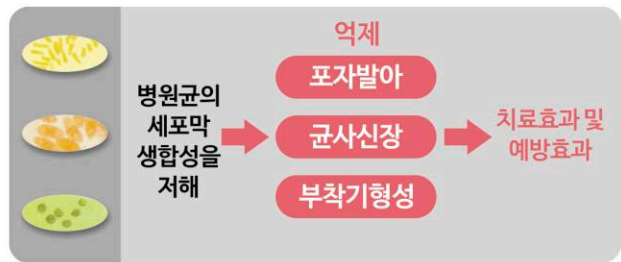 병원균의
세포막
생합성을
저해
억제
포자발아
균사신장
부착기형성
치료효과 및
예방효과